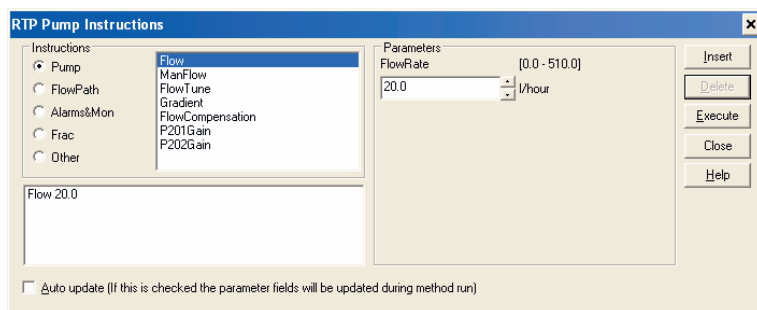 RTP Pump Instructions
Instructions
Pump
FlowPath
Alarms&Mon
Frac
Other
Flow
ManFlow
FlowTune
Gradient
FlowCompensation
P201Gain
P202Gain
Parameters
FlowRate [0.0 - 510.0]
20.0 l/hour
Insert
Delete
Execute
Close
Help
Flow 20.0
Auto update (If this is checked the parameter fields will be updated during method run)